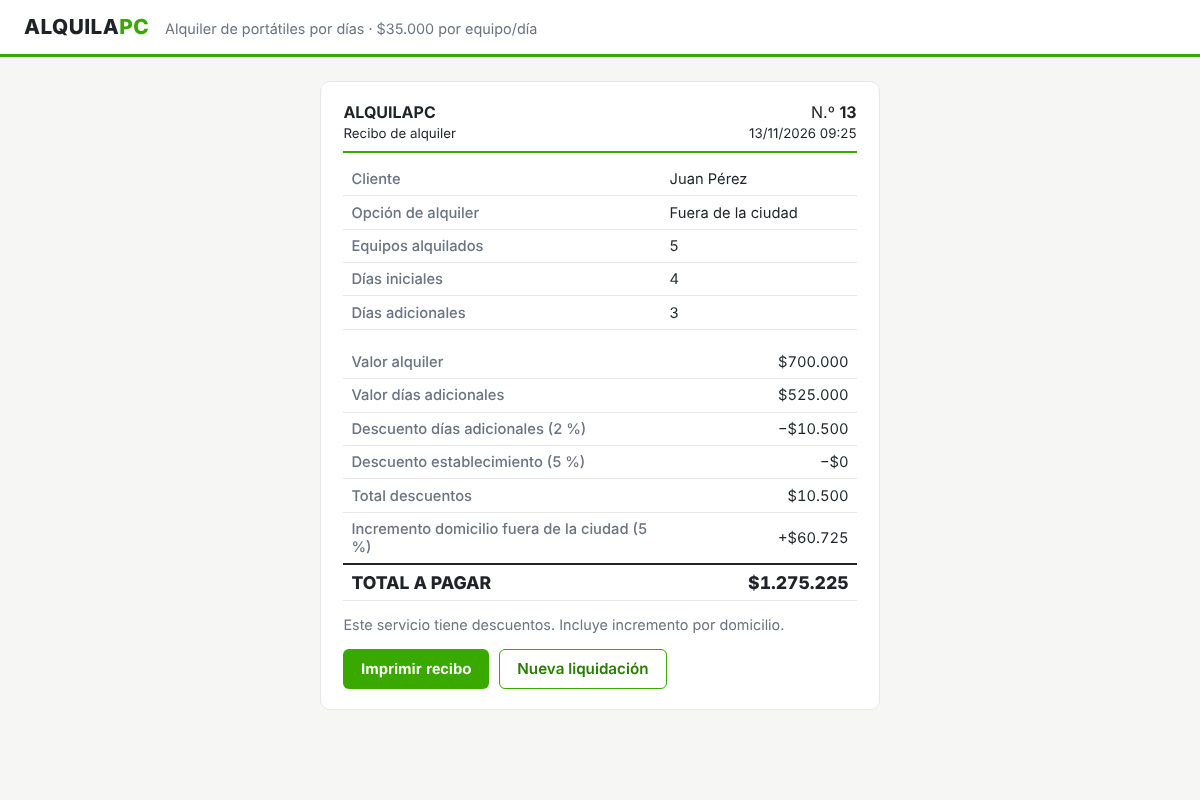 ALQUILAPC Alquiler de portátiles por días · $35.000 por equipo/día
ALQUILAPC N.º 13
Recibo de alquiler 13/11/2026 09:25
Cliente Juan Pérez
Opción de alquiler Fuera de la ciudad
Equipos alquilados 5
Días iniciales 4
Días adicionales 3
Valor alquiler $700.000
Valor días adicionales $525.000
Descuento días adicionales (2 %) −$10.500
Descuento establecimiento (5 %) −$0
Total descuentos $10.500
Incremento domicilio fuera de la ciudad (5
%) +$60.725
TOTAL A PAGAR $1.275.225
Este servicio tiene descuentos. Incluye incremento por domicilio.
Imprimir recibo Nueva liquidación